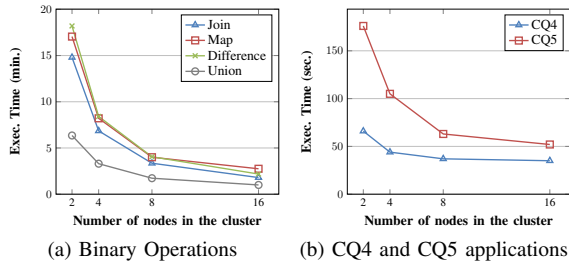 20
15
10
5
0
Exec. Time (min.)
Join
Map
Difference
Union
2 4 8 16
Number of nodes in the cluster
(a) Binary Operations
150
100
50
0
Exec. Time (sec.)
CQ4
CQ5
2 4 8 16
Number of nodes in the cluster
(b) CQ4 and CQ5 applications